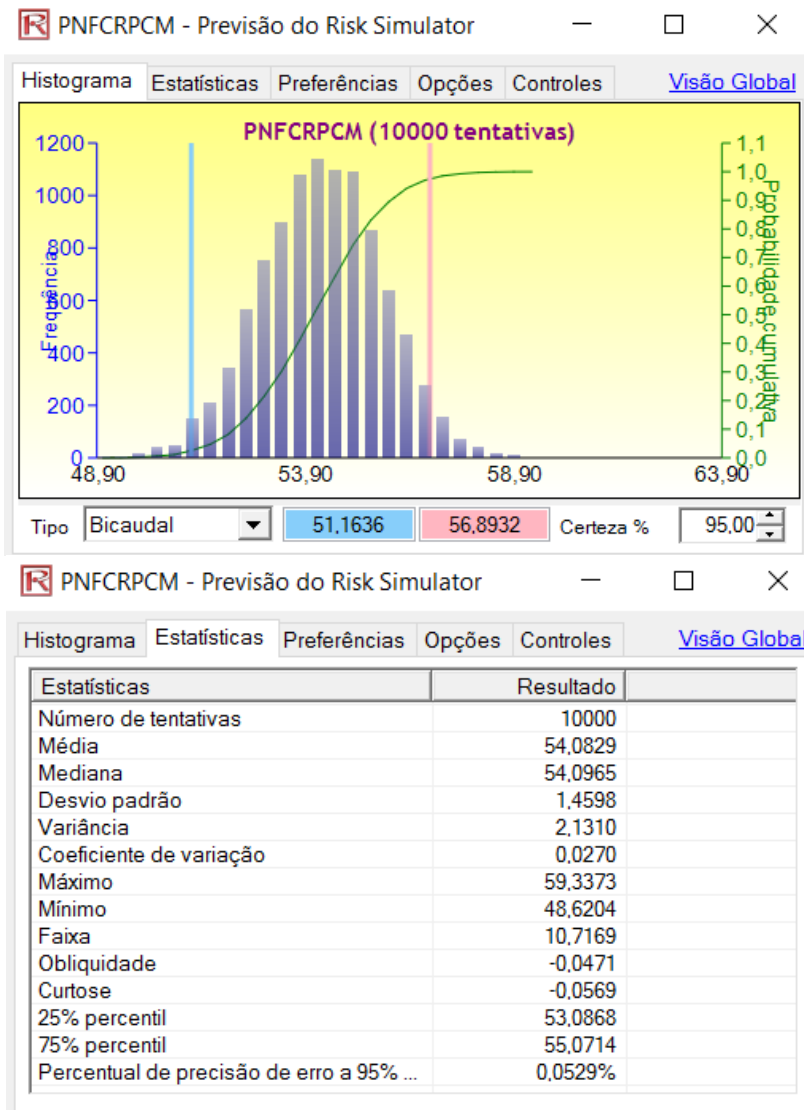 PNFCRPCM - Previsão do Risk Simulator
Histograma Estatísticas Preferências Opções Controles Visão Global
PNFCRPCM (10000 tentativas)
Frequência
1200
1000
800
600
400
200
0
48,90 53,90 58,90 63,90
1,1
1,0
0,9
0,8
0,7
0,6
0,5
0,4
0,3
0,2
0,1
0,0
Probabilidade cumulativa
Tipo Bicaudal 51,1636 56,8932 Certeza % 95,00
PNFCRPCM - Previsão do Risk Simulator
Histograma Estatísticas Preferências Opções Controles Visão Global
Estatísticas Resultado
Número de tentativas 10000
Média 54,0829
Mediana 54,0965
Desvio padrão 1,4598
Variância 2,1310
Coeficiente de variação 0,0270
Máximo 59,3373
Mínimo 48,6204
Faixa 10,7169
Obliquidade -0,0471
Curtose -0,0569
25% percentil 53,0868
75% percentil 55,0714
Percentual de precisão de erro a 95% ... 0,0529%